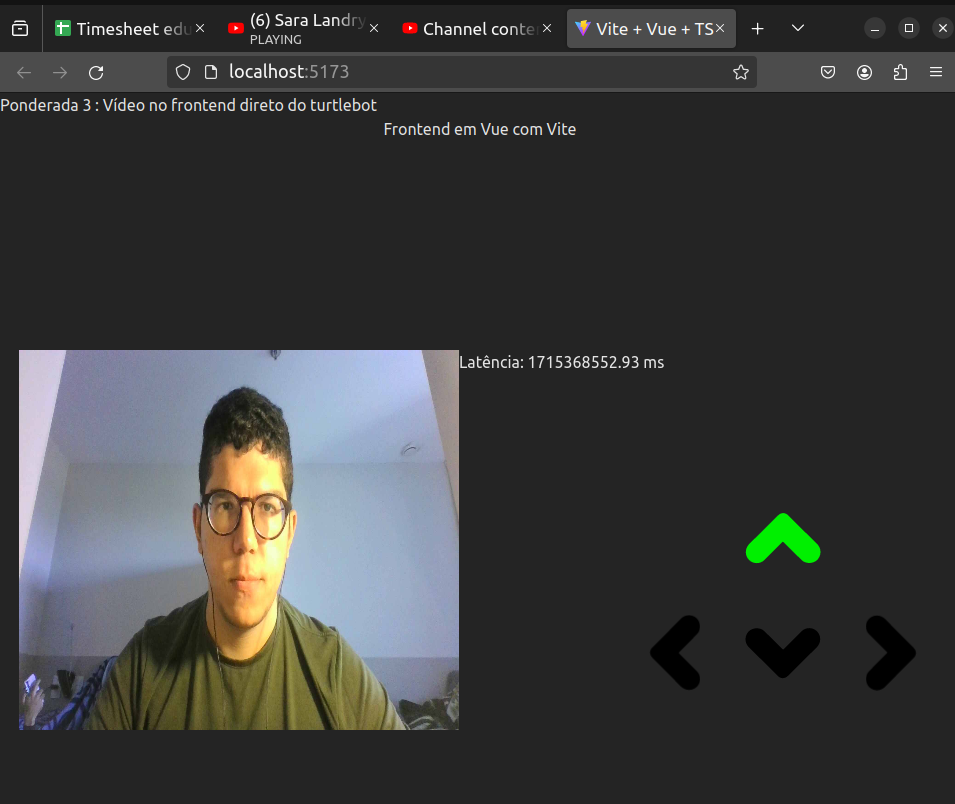 Timesheet edu
(6) Sara Landry
PLAYING
Channel conte
Vite + Vue + TS
localhost:5173
Ponderada 3 : Vídeo no frontend direto do turtlebot
Frontend em Vue com Vite
Latência: 1715368552.93 ms